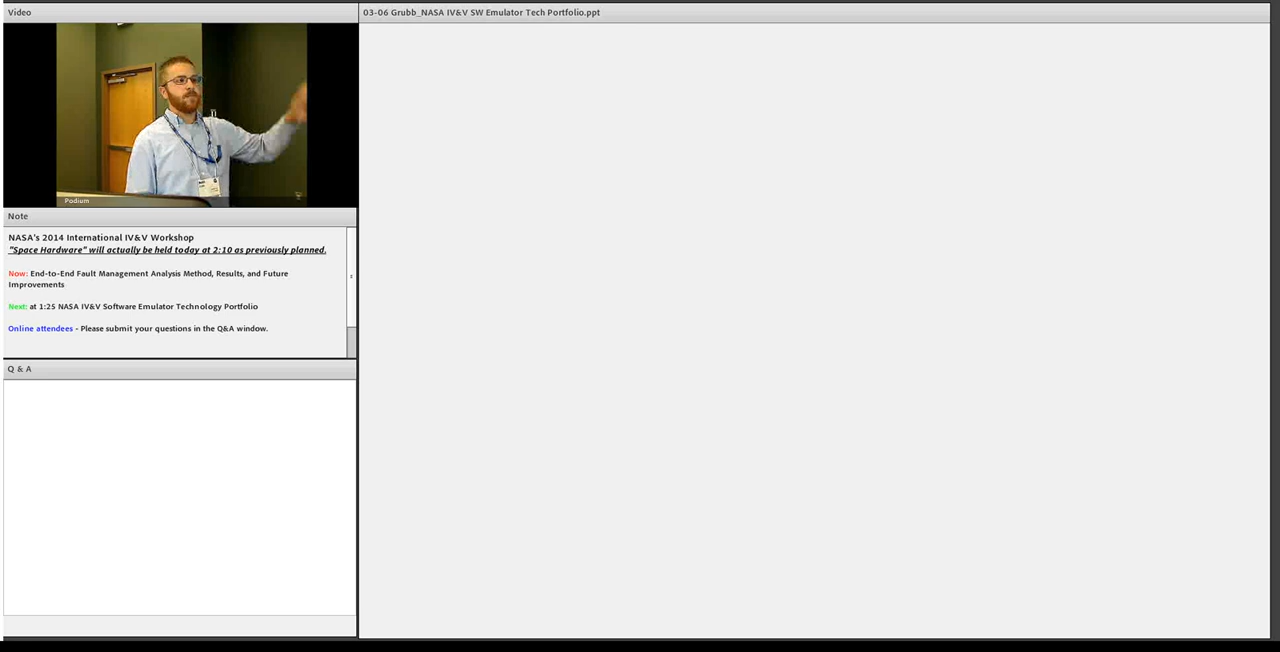 Video
03-06 Grubb_NASA IV&V SW Emulator Tech Portfolio.ppt
Podium
Note
NASA's 2014 International IV&V Workshop
"Space Hardware" will actually be held today at 2:10 as previously planned.
Now: End-to-End Fault Management Analysis Method, Results, and Future
Improvements
Next: at 1:25 NASA IV&V Software Emulator Technology Portfolio
Online attendees - Please submit your questions in the Q&A window.
Q & A